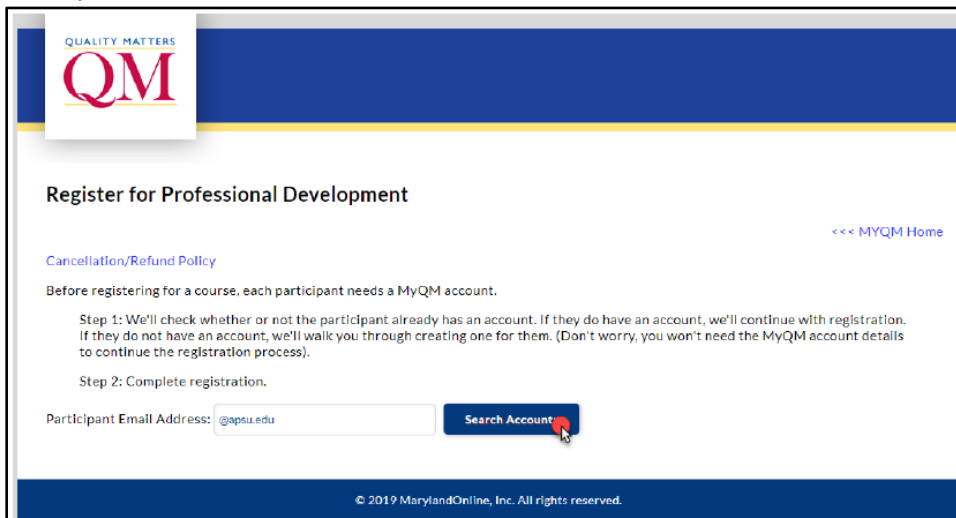 QUALITY MATTERS
QM
Register for Professional Development
<<< MYQM Home
Cancellation/Refund Policy
Before registering for a course, each participant needs a MyQM account.
Step 1: We'll check whether or not the participant already has an account. If they do have an account, we'll continue with registration.
If they do not have an account, we'll walk you through creating one for them. (Don't worry, you won't need the MyQM account details
to continue the registration process).
Step 2: Complete registration.
Participant Email Address: @apsu.edu Search Accounts
© 2019 MarylandOnline, Inc. All rights reserved.